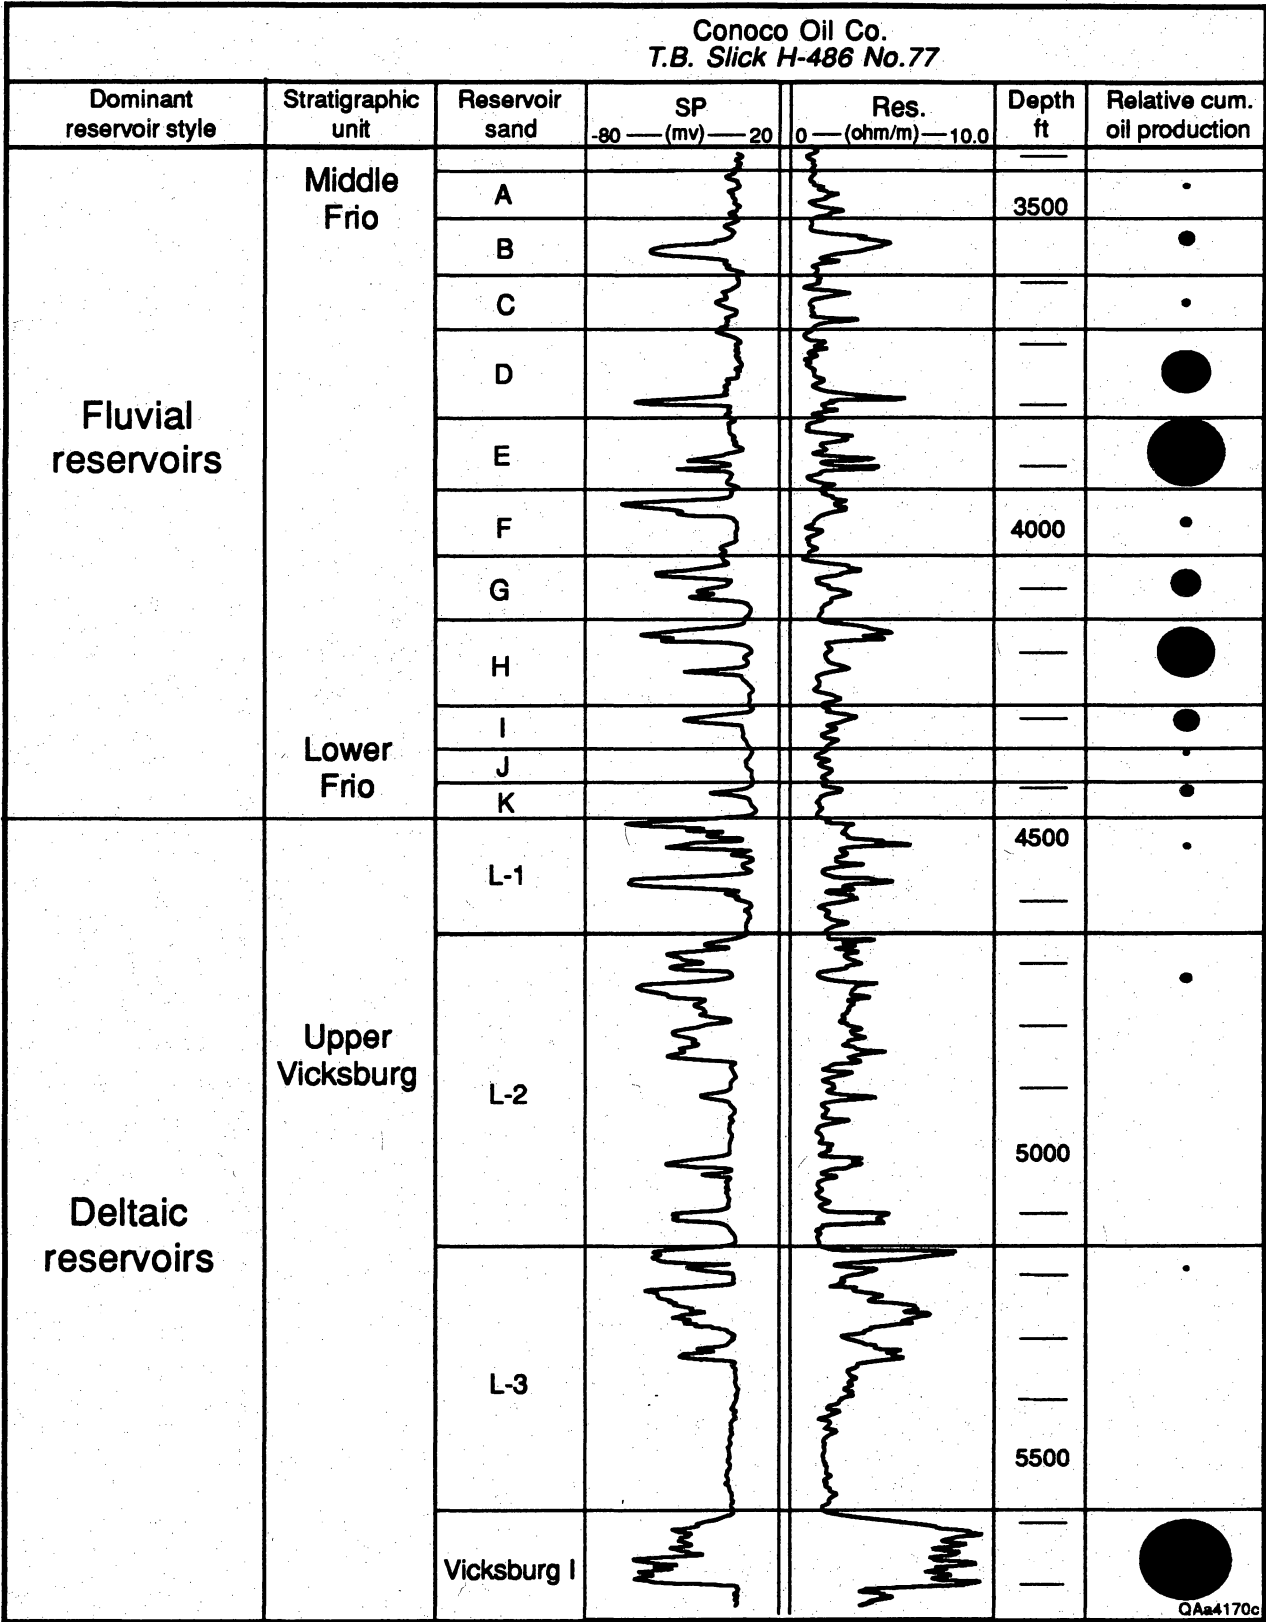 Conoco Oil Co.
T.B. Slick H-486 No.77
Dominant reservoir style
Stratigraphic unit
Reservoir sand
SP
-80 (mv) 20
Res.
0 (ohm/m) 10.0
Depth ft
Relative cum. oil production
Middle Frio
A
3500
B
C
D
Fluvial reservoirs
E
F
4000
G
H
I
Lower Frio
J
K
4500
L-1
Upper Vicksburg
L-2
5000
Deltaic reservoirs
L-3
5500
Vicksburg I
QAa4170c